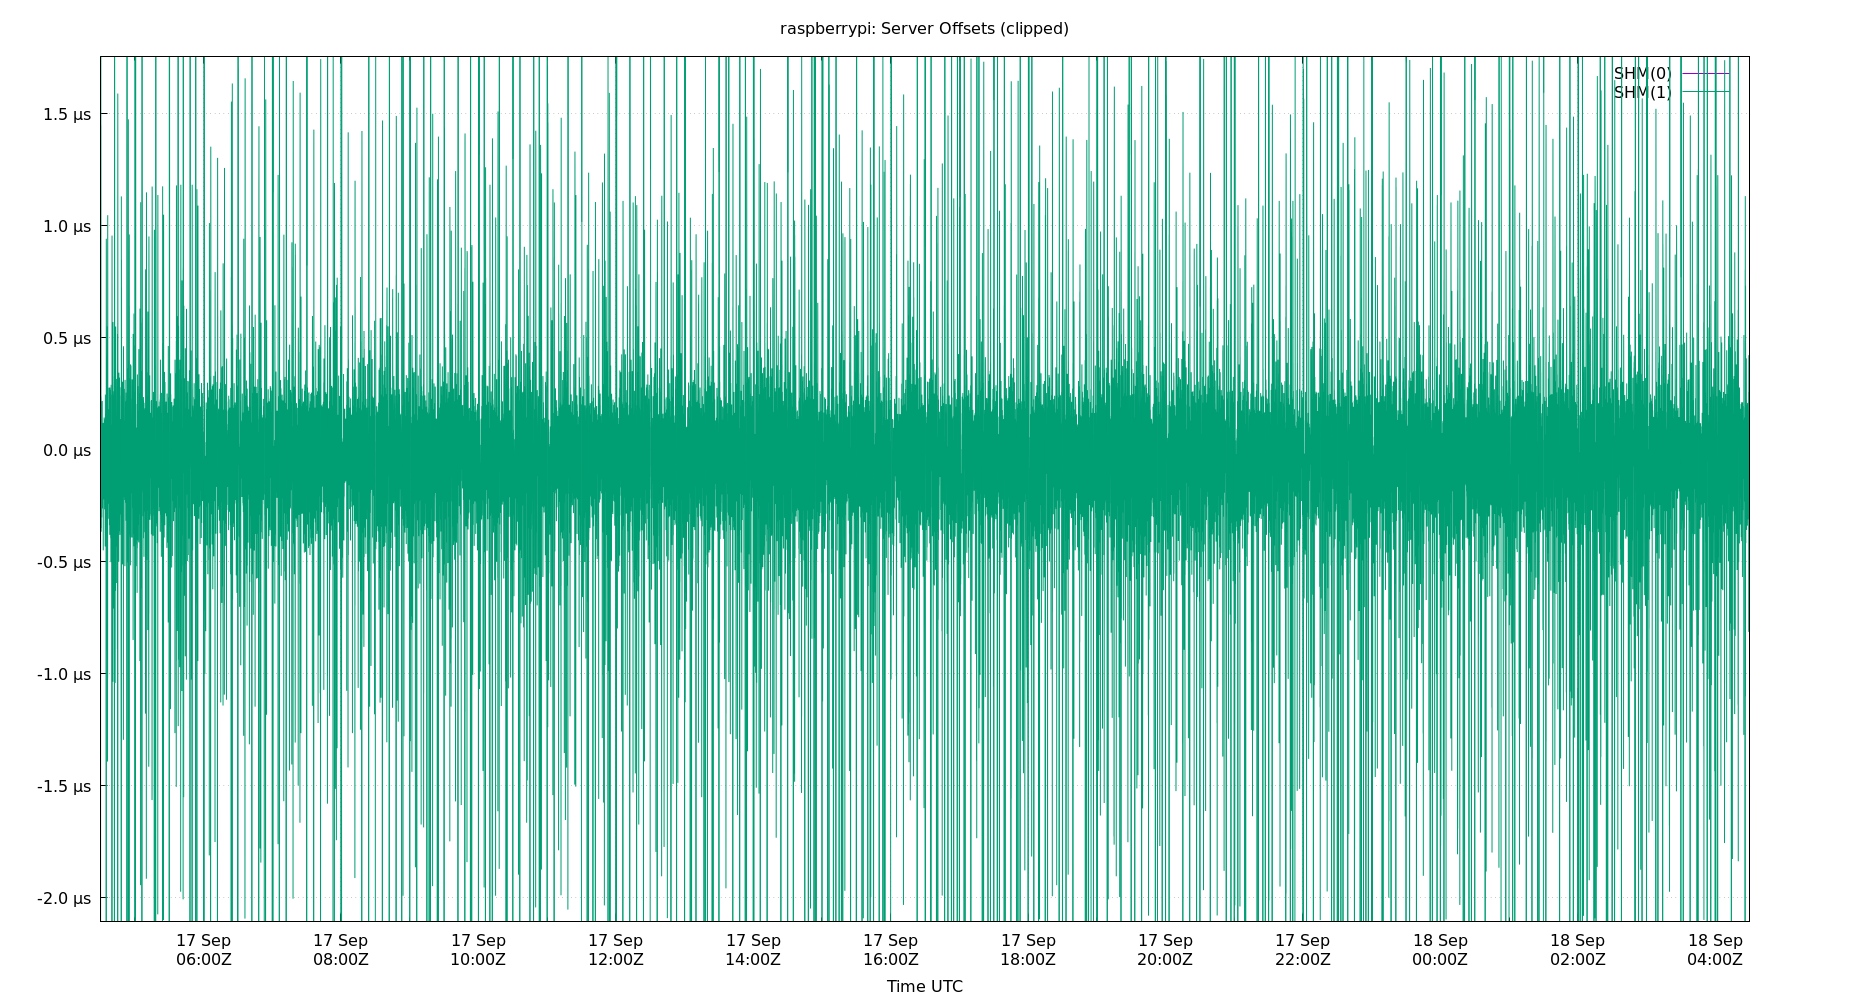 raspberrypi: Server Offsets (clipped)
SHM(0)
SHM(1)
1.5 µs
1.0 µs
0.5 µs
0.0 µs
-0.5 µs
-1.0 µs
-1.5 µs
-2.0 µs
17 Sep 17 Sep 17 Sep 17 Sep 17 Sep 17 Sep 17 Sep 17 Sep 17 Sep 18 Sep 18 Sep 18 Sep
06:00Z 08:00Z 10:00Z 12:00Z 14:00Z 16:00Z 18:00Z 20:00Z 22:00Z 00:00Z 02:00Z 04:00Z
Time UTC